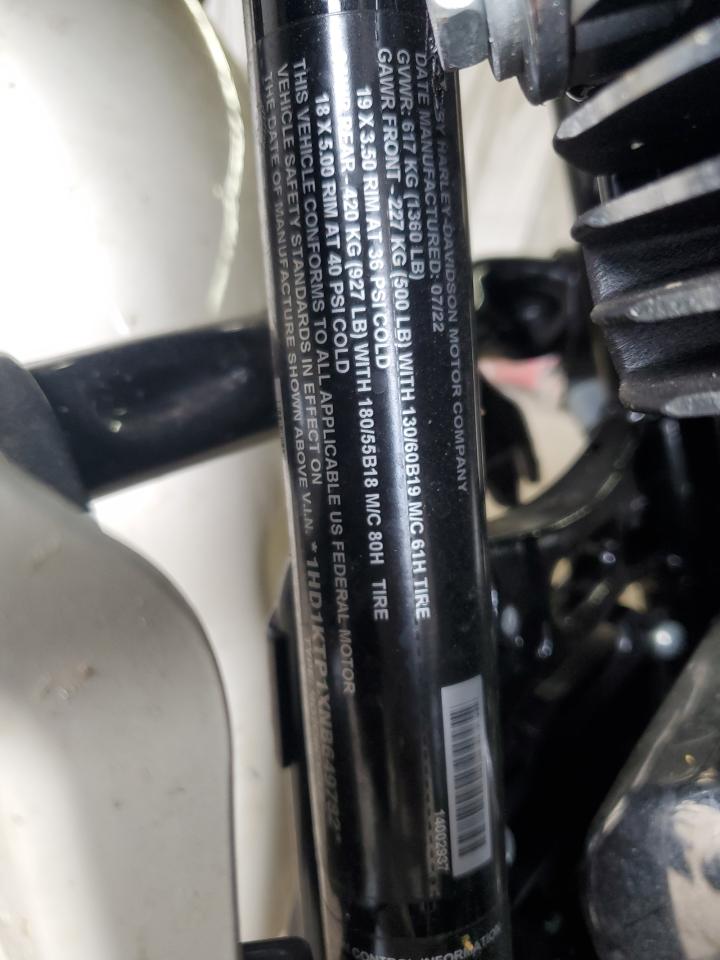 BY HARLEY-DAVIDSON MOTOR COMPANY
DATE MANUFACTURED: 07/22
GVWR: 617 KG (1360 LB)
GAWR FRONT -227 KG (500 LB) WITH 130/60B19 M/C 61H TIRE
19 X 3.50 RIM AT 36 PSI COLD
REAR -420 KG (927 LB) WITH 180/55B18 M/C 80H TIRE
18 X 5.00 RIM AT 40 PSI COLD
THIS VEHICLE CONFORMS TO ALL APPLICABLE US FEDERAL MOTOR
VEHICLE SAFETY STANDARDS IN EFFECT ON
THE DATE OF MANUFACTURE SHOWN ABOVE V.I.N.
14002937
CONTROL INFORMATION